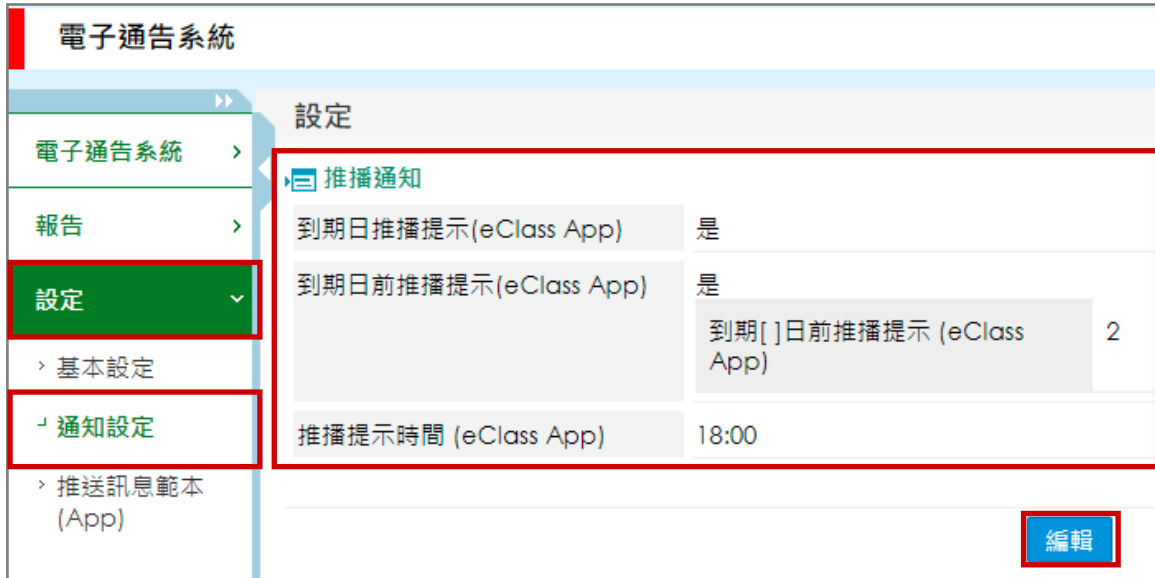 電子通告系統
電子通告系統
報告
設定
基本設定
通知設定
推送訊息範本
(App)
設定
推播通知
到期日推播提示(eClass App) 是
到期日前推播提示(eClass App) 是
到期[ ]日前推播提示 (eClass 2
App)
推播提示時間 (eClass App) 18:00
編輯